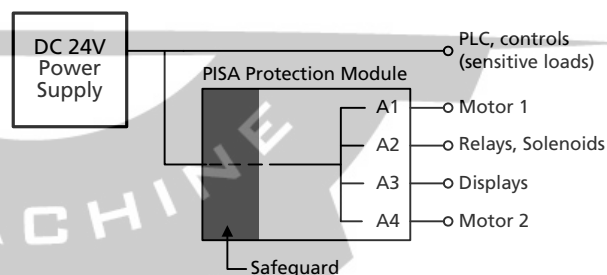 DC 24V
Power
Supply
PLC, controls
(sensitive loads)
PISA Protection Module
A1
Motor 1
A2
Relays, Solenoids
A3
Displays
A4
Motor 2
Safeguard
ACHINE